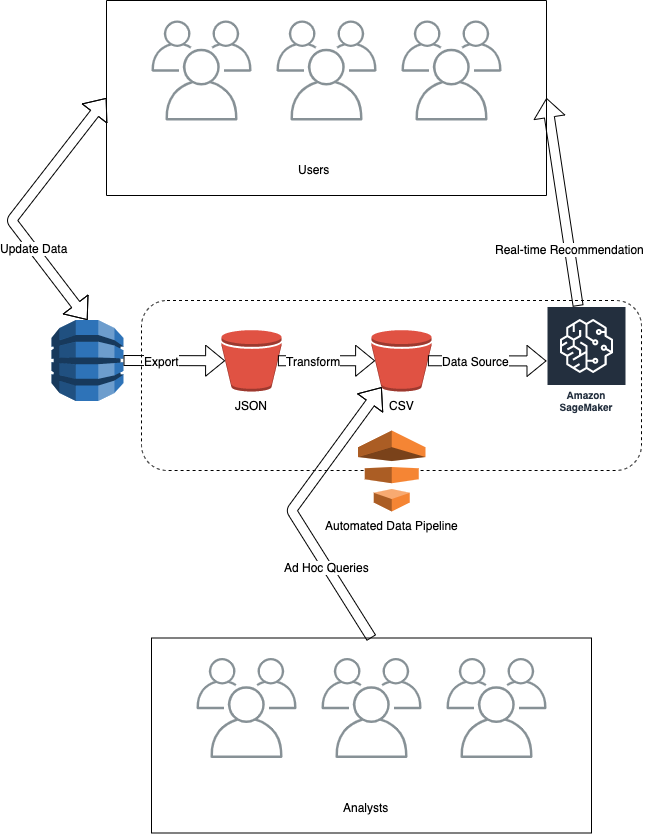 Users
Update Data
Real-time Recommendation
Export
Transform
Data Source
JSON
CSV
Amazon
SageMaker
Automated Data Pipeline
Ad Hoc Queries
Analysts